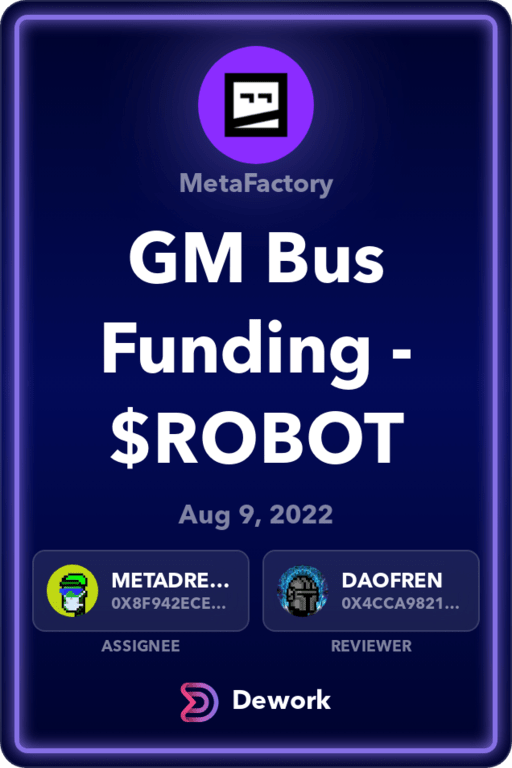 MetaFactory
GM Bus
Funding -
$ROBOT
Aug 9, 2022
METADRE...
0X8F942ECE...
ASSIGNEE
DAOFREN
0X4CCA9821...
REVIEWER
Dework